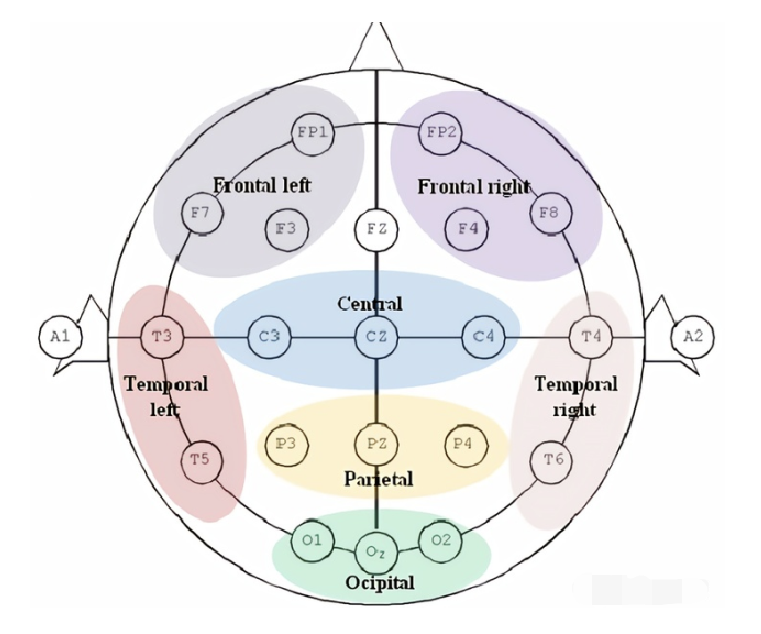 FP1
FP2
Frontal left
Frontal right
F7
F3
FZ
F4
F8
Central
A1
T3
C3
CZ
C4
T4
A2
Temporal
left
Temporal
right
P3
PZ
P4
T5
T6
Parietal
O1
Oz
O2
Ocipital